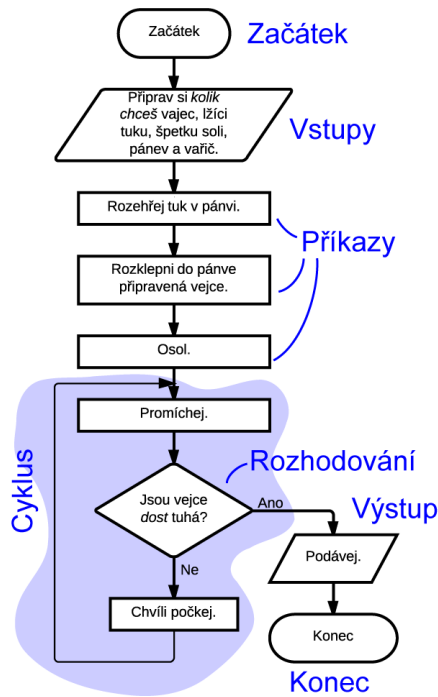 Začátek
Začátek
Připrav si kolik
chceš vajec, lžíci
tuku, špetku soli,
pánev a vařič.
Vstupy
Rozehřej tuk v pánvi.
Příkazy
Rozklepni do pánve
připravená vejce.
Osol.
Cyklus
Promíchej.
Rozhodování
Jsou vejce
dost tuhá?
Ano
Výstup
Podávej.
Ne
Chvíli počkej.
Konec
Konec